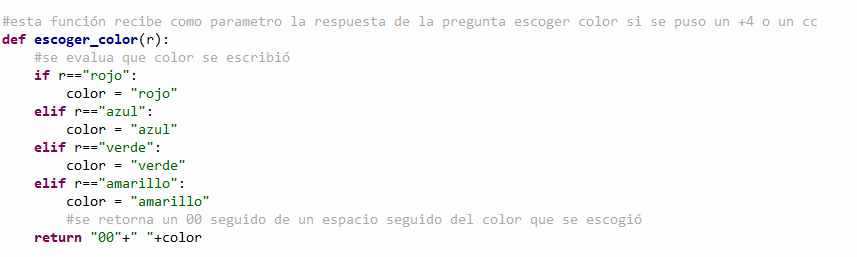 #esta función recibe como parametro la respuesta de la pregunta escoger color si se puso un +4 o un cc
def escoger_color(r):
    #se evalua que color se escribió
    if r=="rojo":
        color = "rojo"
    elif r=="azul":
        color = "azul"
    elif r=="verde":
        color = "verde"
    elif r=="amarillo":
        color = "amarillo"
        #se retorna un 00 seguido de un espacio seguido del color que se escogió
    return "00"+" "+color